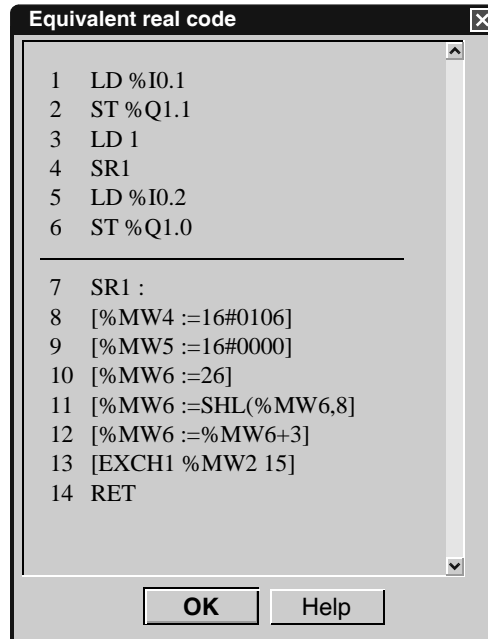 Equivalent real code
1 LD %I0.1
2 ST %Q1.1
3 LD 1
4 SR1
5 LD %I0.2
6 ST %Q1.0
7 SR1 :
8 [%MW4 :=16#0106]
9 [%MW5 :=16#0000]
10 [%MW6 :=26]
11 [%MW6 :=SHL(%MW6,8]
12 [%MW6 :=%MW6+3]
13 [EXCH1 %MW2 15]
14 RET
OK Help